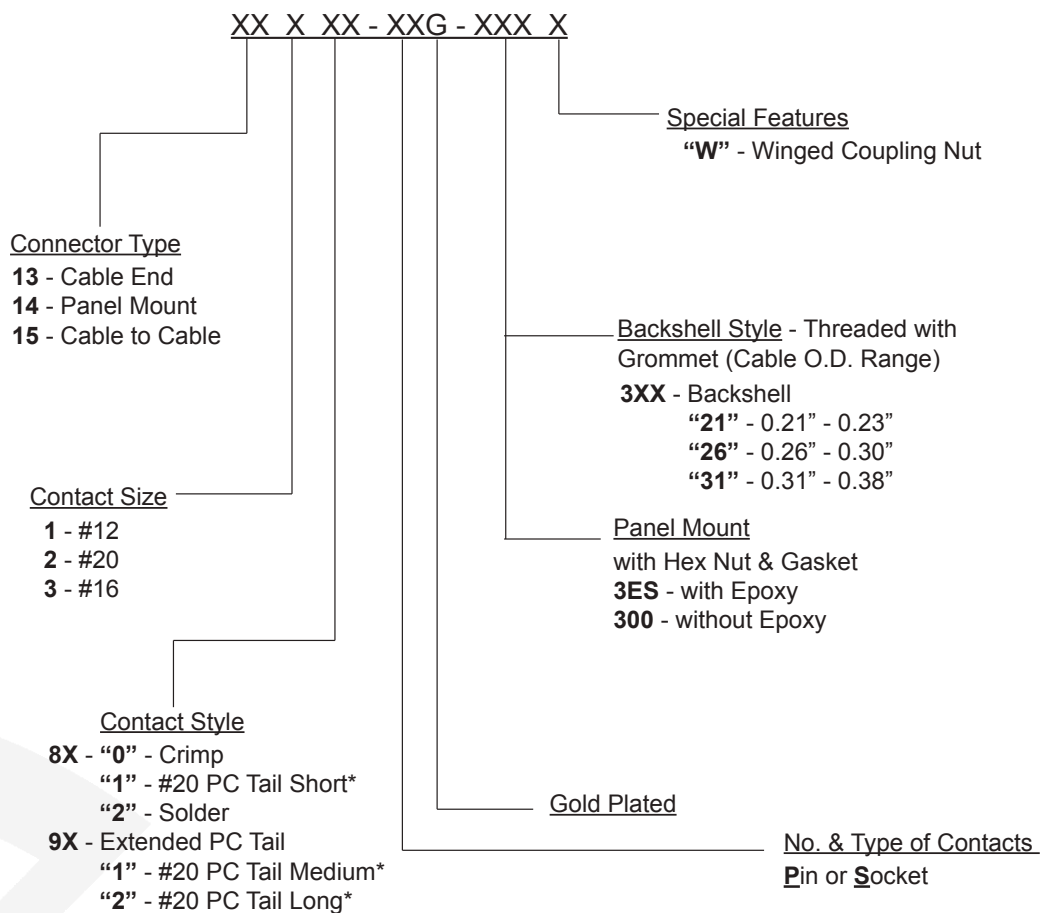 XX X XX - XXG - XXX X
Special Features
“W” - Winged Coupling Nut
Connector Type
13 - Cable End
14 - Panel Mount
15 - Cable to Cable
Backshell Style - Threaded with
Grommet (Cable O.D. Range)
3XX - Backshell
“21” - 0.21” - 0.23”
“26” - 0.26” - 0.30”
“31” - 0.31” - 0.38”
Contact Size
1 - #12
2 - #20
3 - #16
Panel Mount
with Hex Nut & Gasket
3ES - with Epoxy
300 - without Epoxy
Contact Style
8X - “0” - Crimp
“1” - #20 PC Tail Short*
“2” - Solder
9X - Extended PC Tail
“1” - #20 PC Tail Medium*
“2” - #20 PC Tail Long*
Gold Plated
No. & Type of Contacts
Pin or Socket